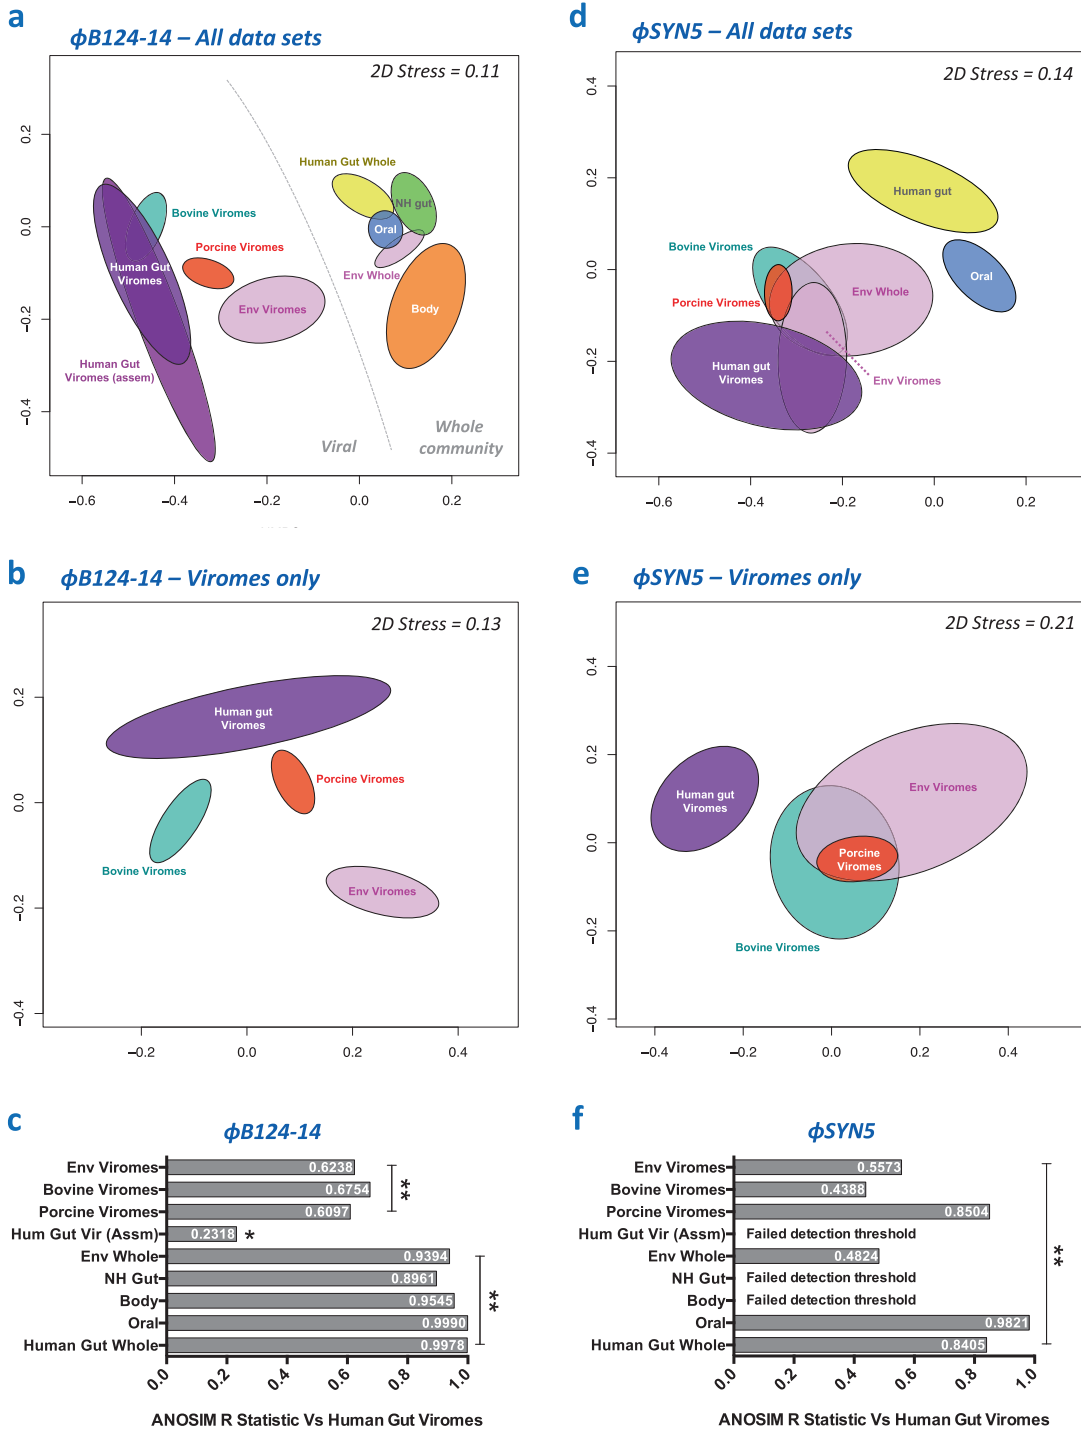 a
ϕB124-14 – All data sets
2D Stress = 0.11
Human Gut Whole
NH gut
Bovine Viromes
Oral
Porcine Viromes
Human Gut
Viromes
Env Whole
Env Viromes
Body
Human Gut
Viromes (assem)
Viral
Whole
community
0.2
0.0
−0.2
−0.4
−0.6
−0.4
−0.2
0.0
0.2
d
ϕSYN5 – All data sets
2D Stress = 0.14
Human gut
Bovine Viromes
Oral
Env Whole
Porcine Viromes
Human gut
Viromes
Env Viromes
0.4
0.2
0.0
−0.2
−0.4
−0.6
−0.4
−0.2
0.0
0.2
b
ϕB124-14 – Viromes only
2D Stress = 0.13
Human gut
Viromes
Porcine Viromes
Bovine Viromes
Env Viromes
0.2
0.0
−0.2
−0.4
−0.2
0.0
0.2
0.4
e
ϕSYN5 – Viromes only
2D Stress = 0.21
Human gut
Viromes
Env Viromes
Porcine
Viromes
Bovine Viromes
0.4
0.2
0.0
−0.2
−0.4
−0.4
−0.2
0.0
0.2
0.4
c
ϕB124-14
Env Viromes 0.6238
Bovine Viromes 0.6754
Porcine Viromes 0.6097
**
Hum Gut Vir (Assm) 0.2318 *
Env Whole 0.9394
NH Gut 0.8961
Body 0.9545
Oral 0.9990
Human Gut Whole 0.9978
**
0.0 0.2 0.4 0.6 0.8 1.0
ANOSIM R Statistic Vs Human Gut Viromes
f
ϕSYN5
Env Viromes 0.5573
Bovine Viromes 0.4388
Porcine Viromes 0.8504
Hum Gut Vir (Assm) Failed detection threshold
Env Whole 0.4824
NH Gut Failed detection threshold
Body Failed detection threshold
Oral 0.9821
Human Gut Whole 0.8405
**
0.0 0.2 0.4 0.6 0.8 1.0
ANOSIM R Statistic Vs Human Gut Viromes